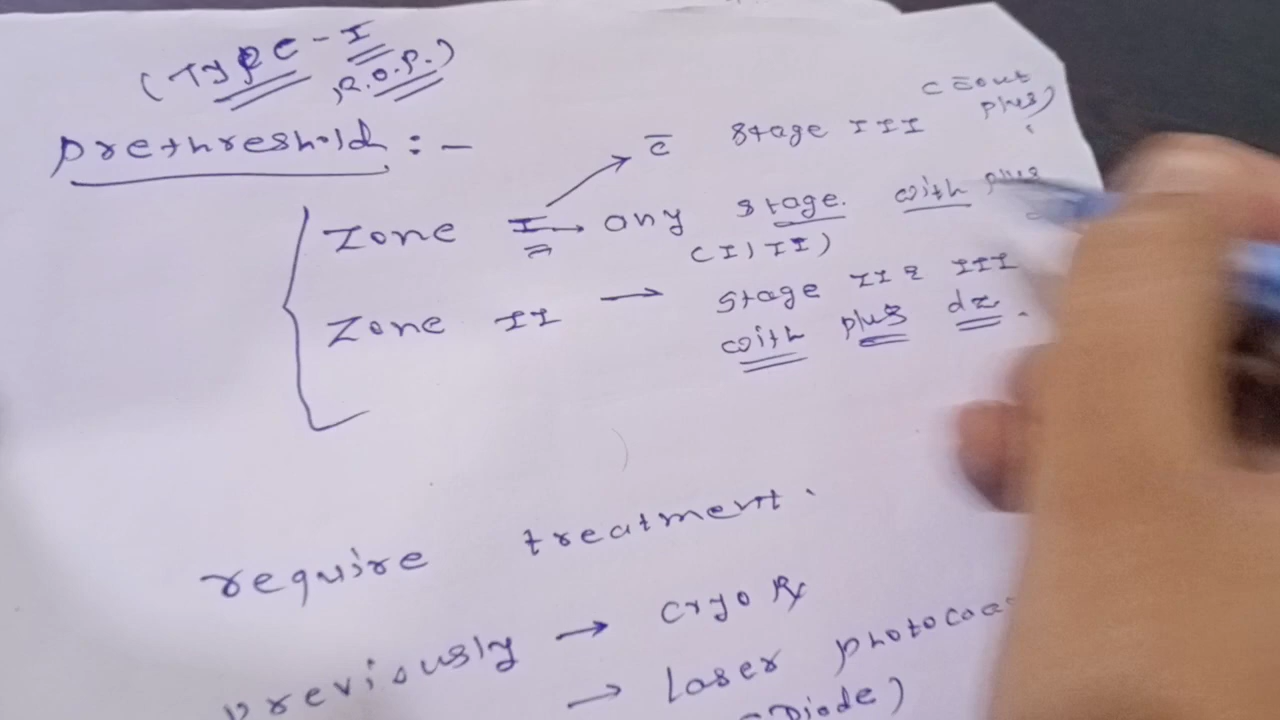 (Type-I
R.O.P.)
Prethreshold :-
c̄ stage III (c̄out
plus)
Zone I → any stage. with plus
(I, II)
Zone II → stage II & III
with plus dz.
require treatment.
previously → cryo Rx
→ Laser
(Diode)